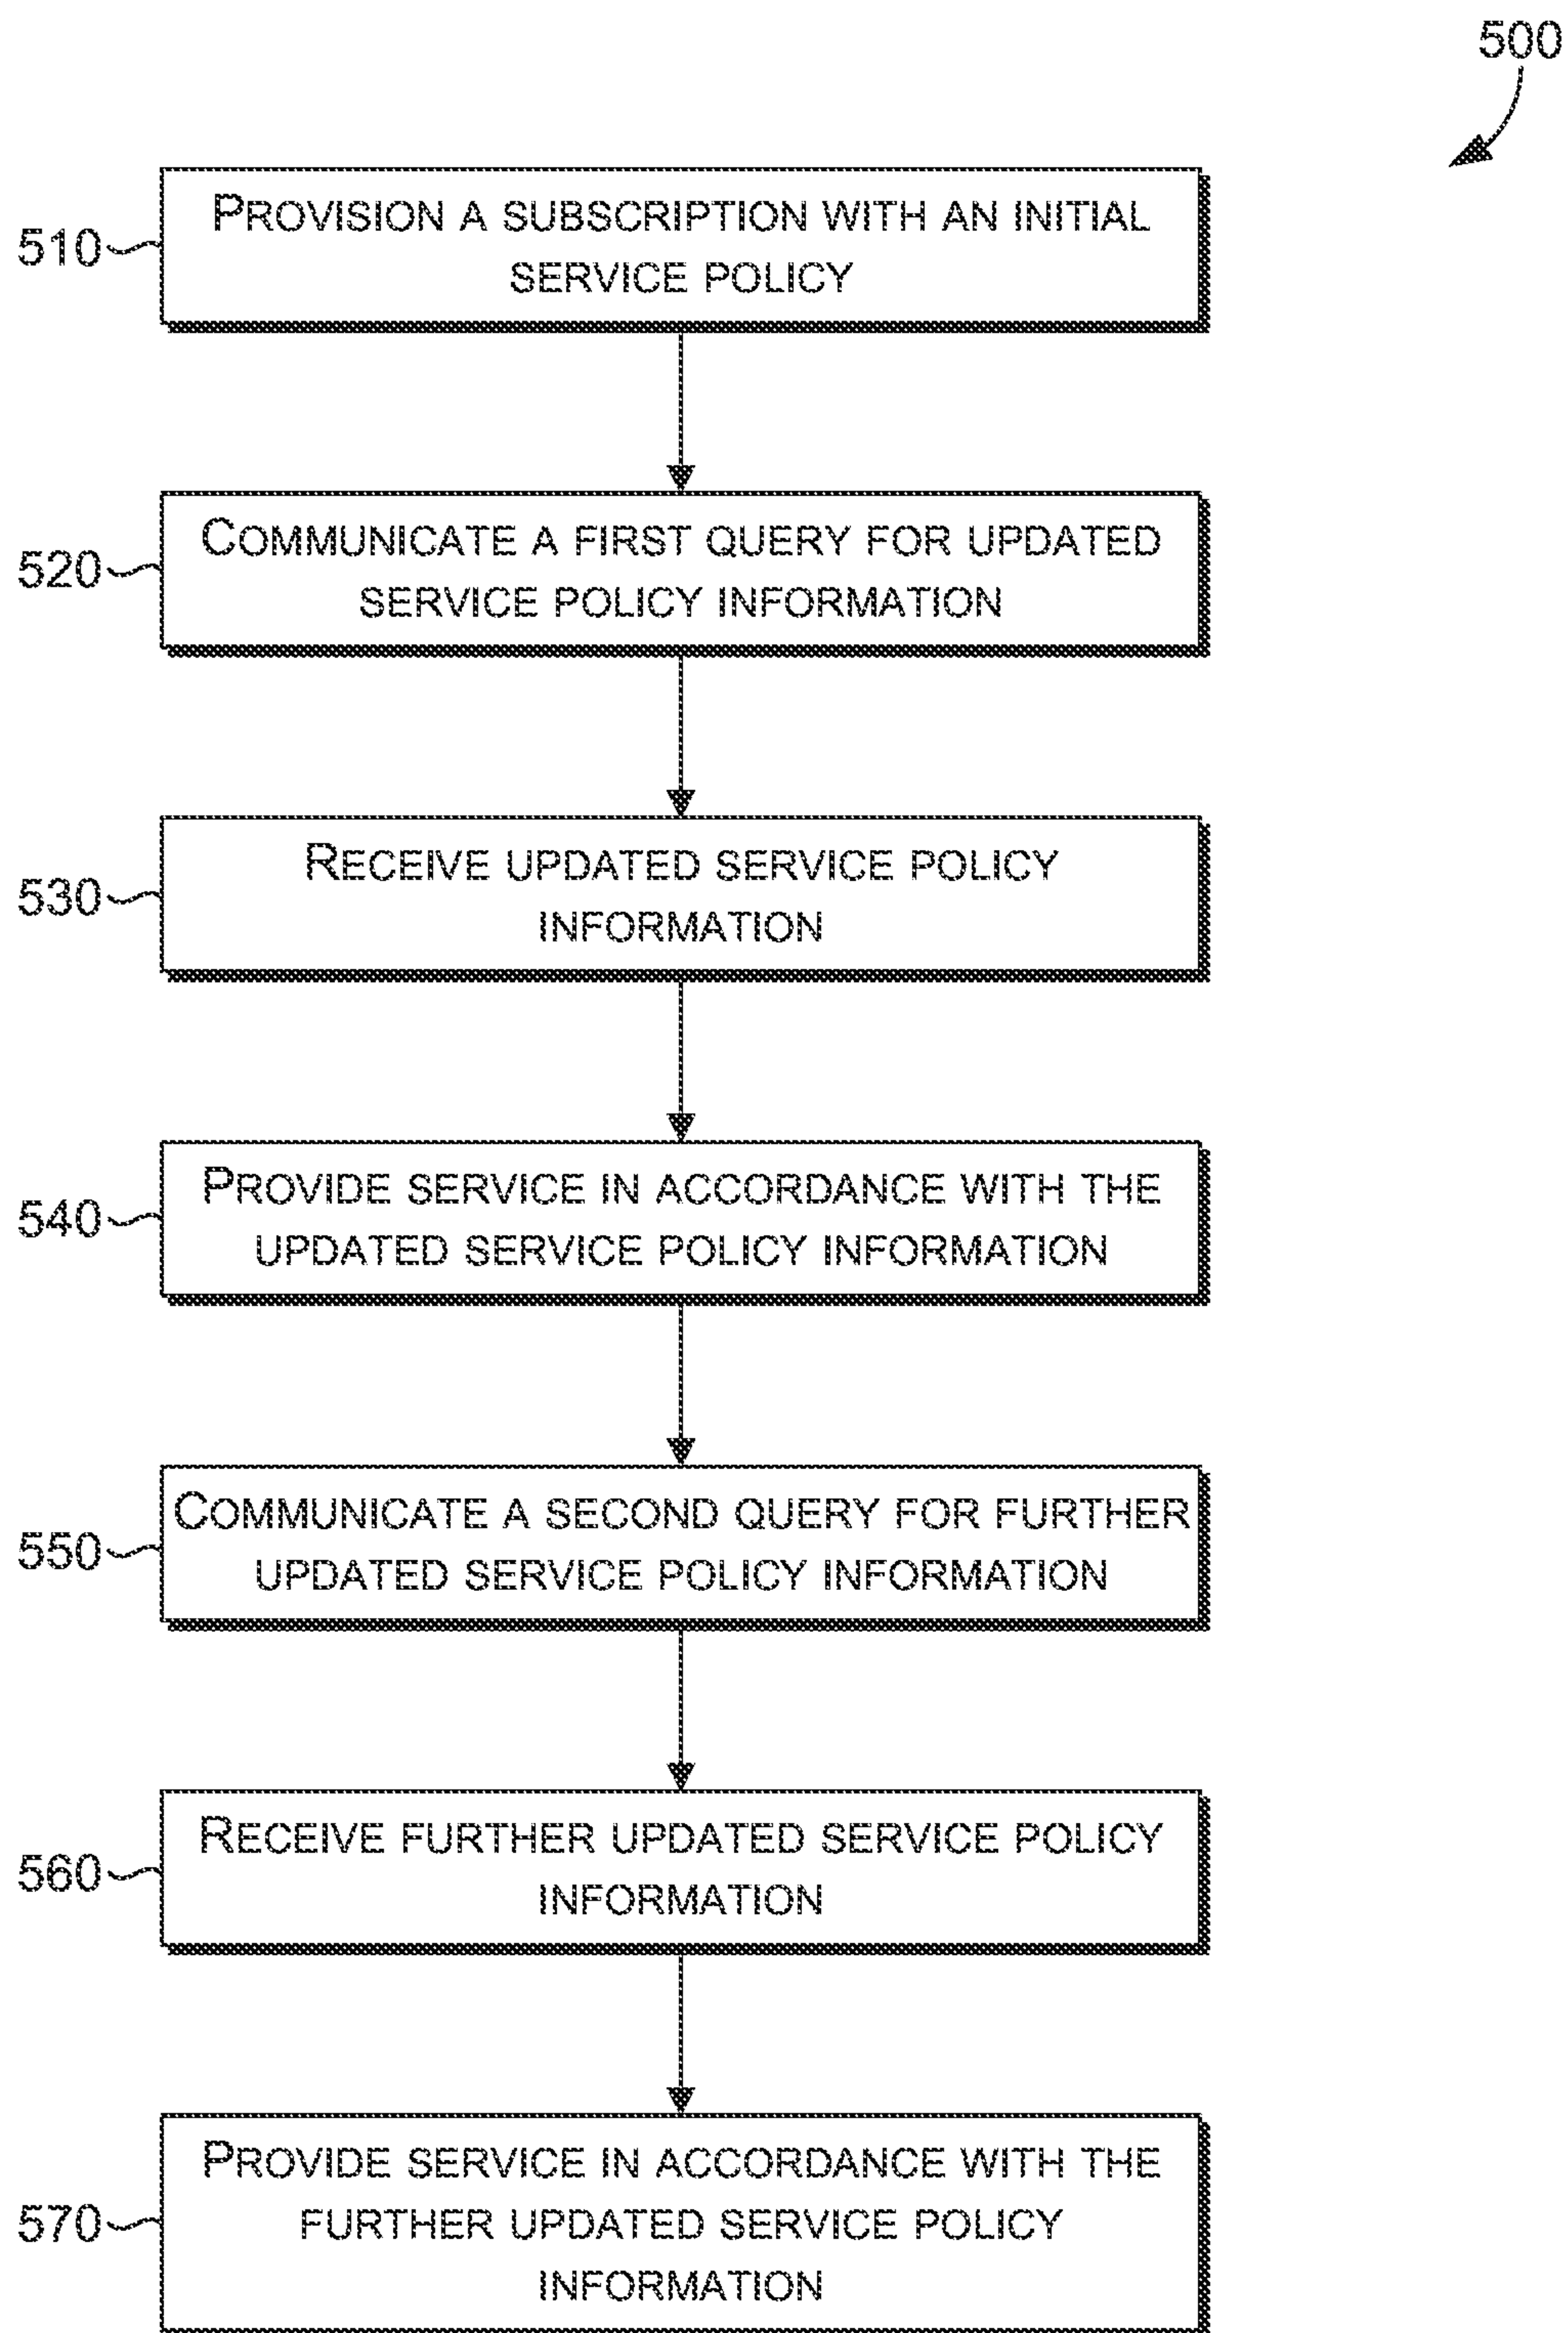 500
510
PROVISION A SUBSCRIPTION WITH AN INITIAL
SERVICE POLICY
520
COMMUNICATE A FIRST QUERY FOR UPDATED
SERVICE POLICY INFORMATION
530
RECEIVE UPDATED SERVICE POLICY
INFORMATION
540
PROVIDE SERVICE IN ACCORDANCE WITH THE
UPDATED SERVICE POLICY INFORMATION
550
COMMUNICATE A SECOND QUERY FOR FURTHER
UPDATED SERVICE POLICY INFORMATION
560
RECEIVE FURTHER UPDATED SERVICE POLICY
INFORMATION
570
PROVIDE SERVICE IN ACCORDANCE WITH THE
FURTHER UPDATED SERVICE POLICY
INFORMATION